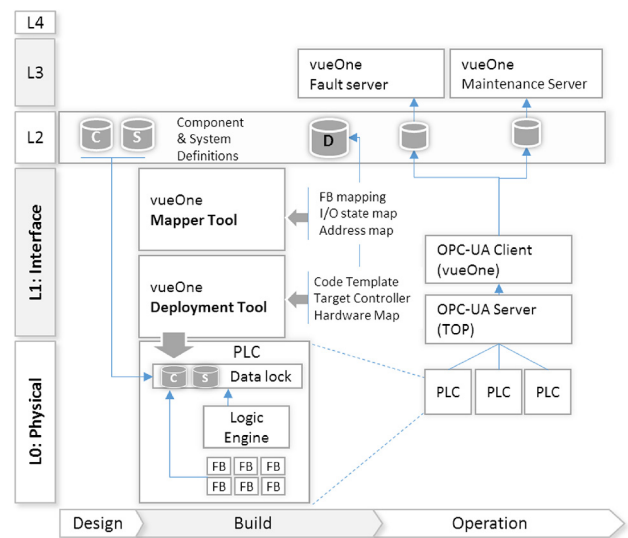 L4
L3
vueOne
Fault server
vueOne
Maintenance Server
L2
C
S
Component
& System
Definitions
D
L1: Interface
vueOne
Mapper Tool
FB mapping
I/O state map
Address map
vueOne
Deployment Tool
Code Template
Target Controller
Hardware Map
OPC-UA Client
(vueOne)
OPC-UA Server
(TOP)
L0: Physical
PLC
C
S
Data lock
Logic
Engine
FB FB FB
FB FB FB
PLC PLC PLC
Design
Build
Operation